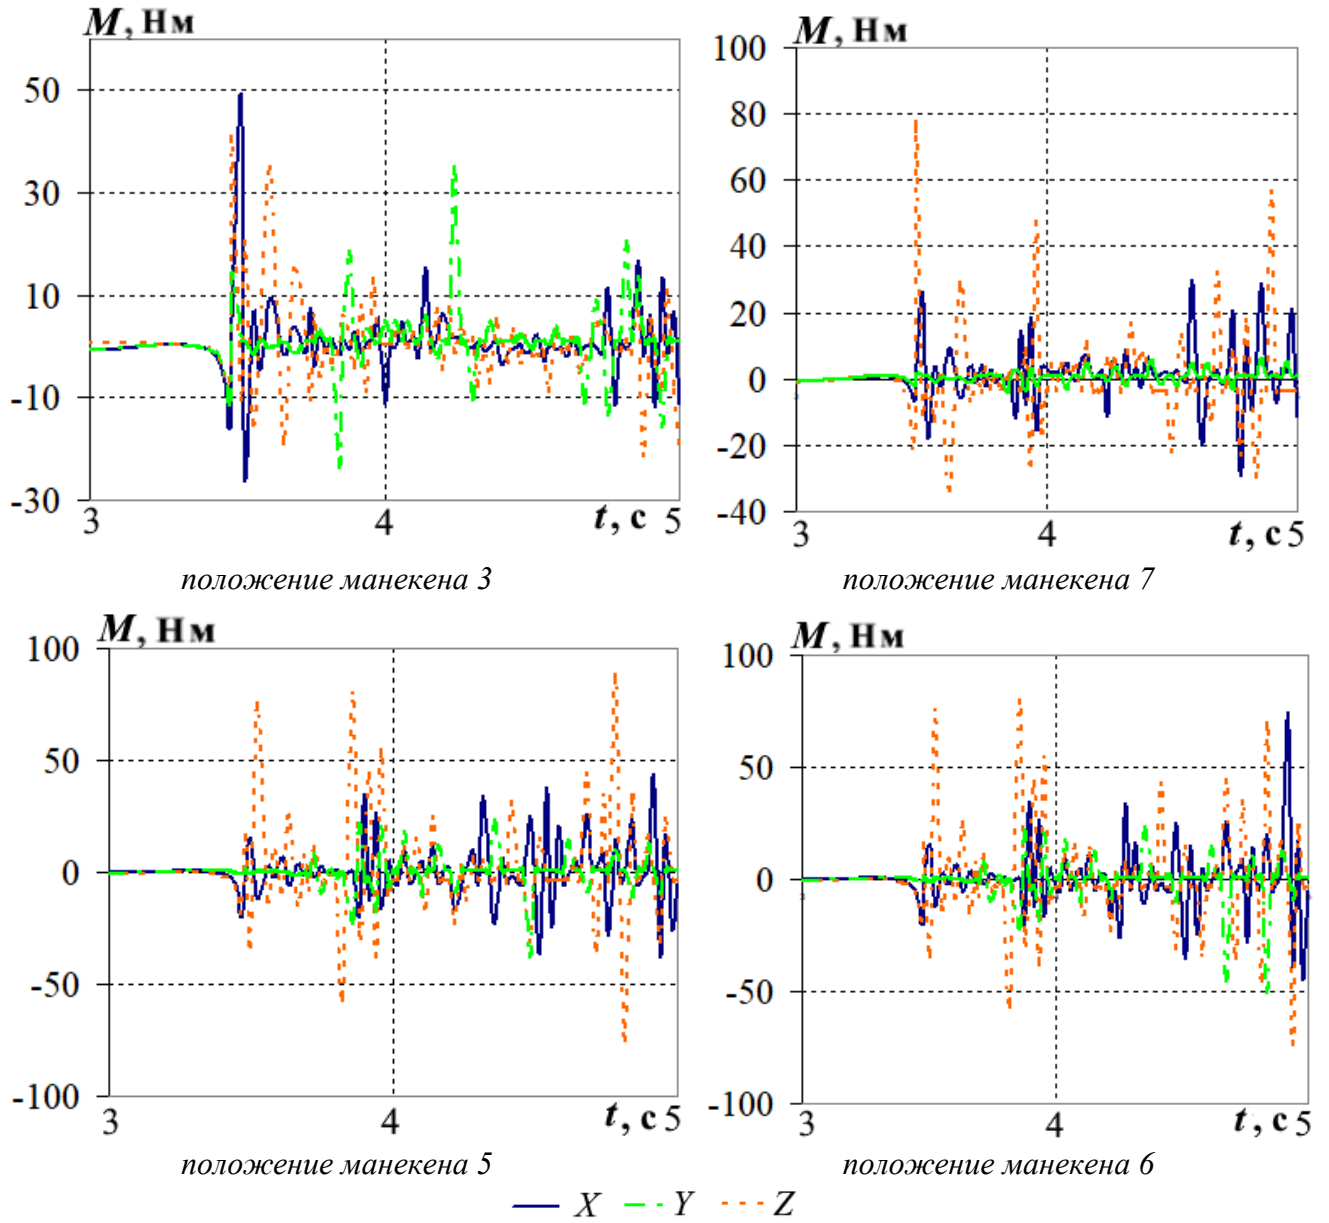 M, Нм
50
30
10
-10
-30
3
4
t, с 5
положение манекена 3
M, Нм
100
80
60
40
20
0
-20
-40
3
4
t, с 5
положение манекена 7
M, Нм
100
50
0
-50
-100
3
4
t, с 5
положение манекена 5
M, Нм
100
50
0
-50
-100
3
4
t, с 5
положение манекена 6
X Y Z